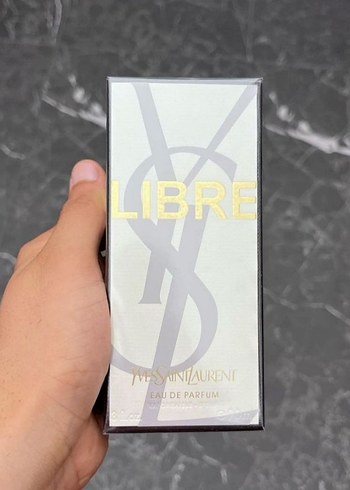 LIBRE
YVESSAINTLAURENT
EAU DE PARFUM